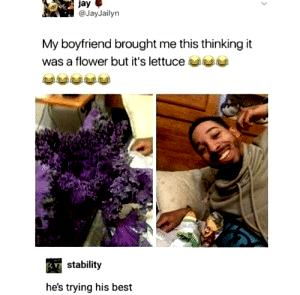 jay
@JayJailyn
My boyfriend brought me this thinking it
was a flower but it's lettuce 😂😂😂
😂😂😂😂😂
stability
he's trying his best